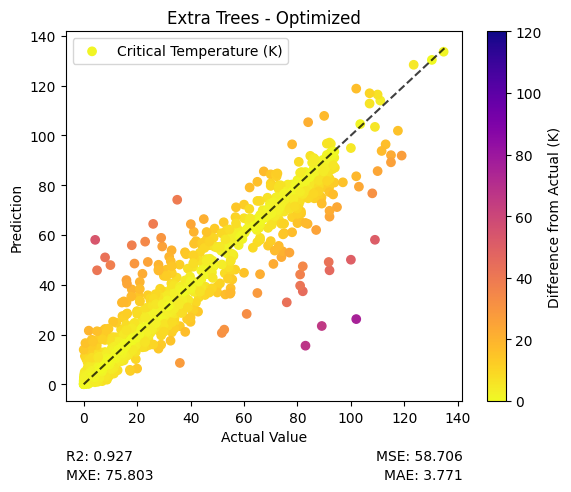 Extra Trees - Optimized
Critical Temperature (K)
140
120
100
80
60
40
20
0
Prediction
0 20 40 60 80 100 120 140
Actual Value
120
100
80
60
40
20
0
Difference from Actual (K)
R2: 0.927 MSE: 58.706
MXE: 75.803 MAE: 3.771